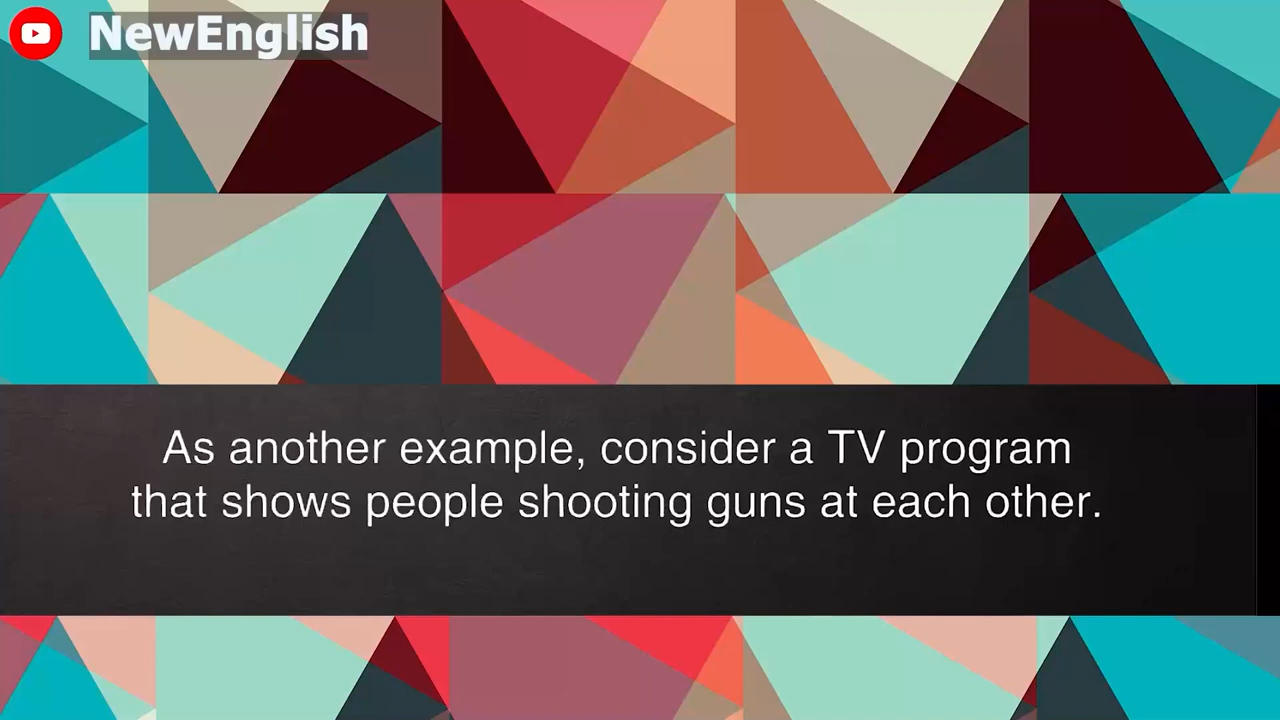 NewEnglish
As another example, consider a TV program
that shows people shooting guns at each other.